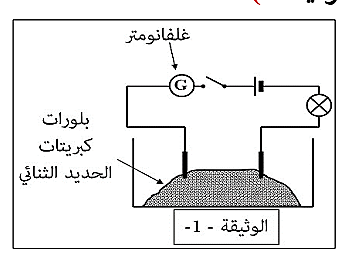 غلفانومتر
G
بلورات
كبريتات
الحديد الثنائي
الوثيقة - 1-